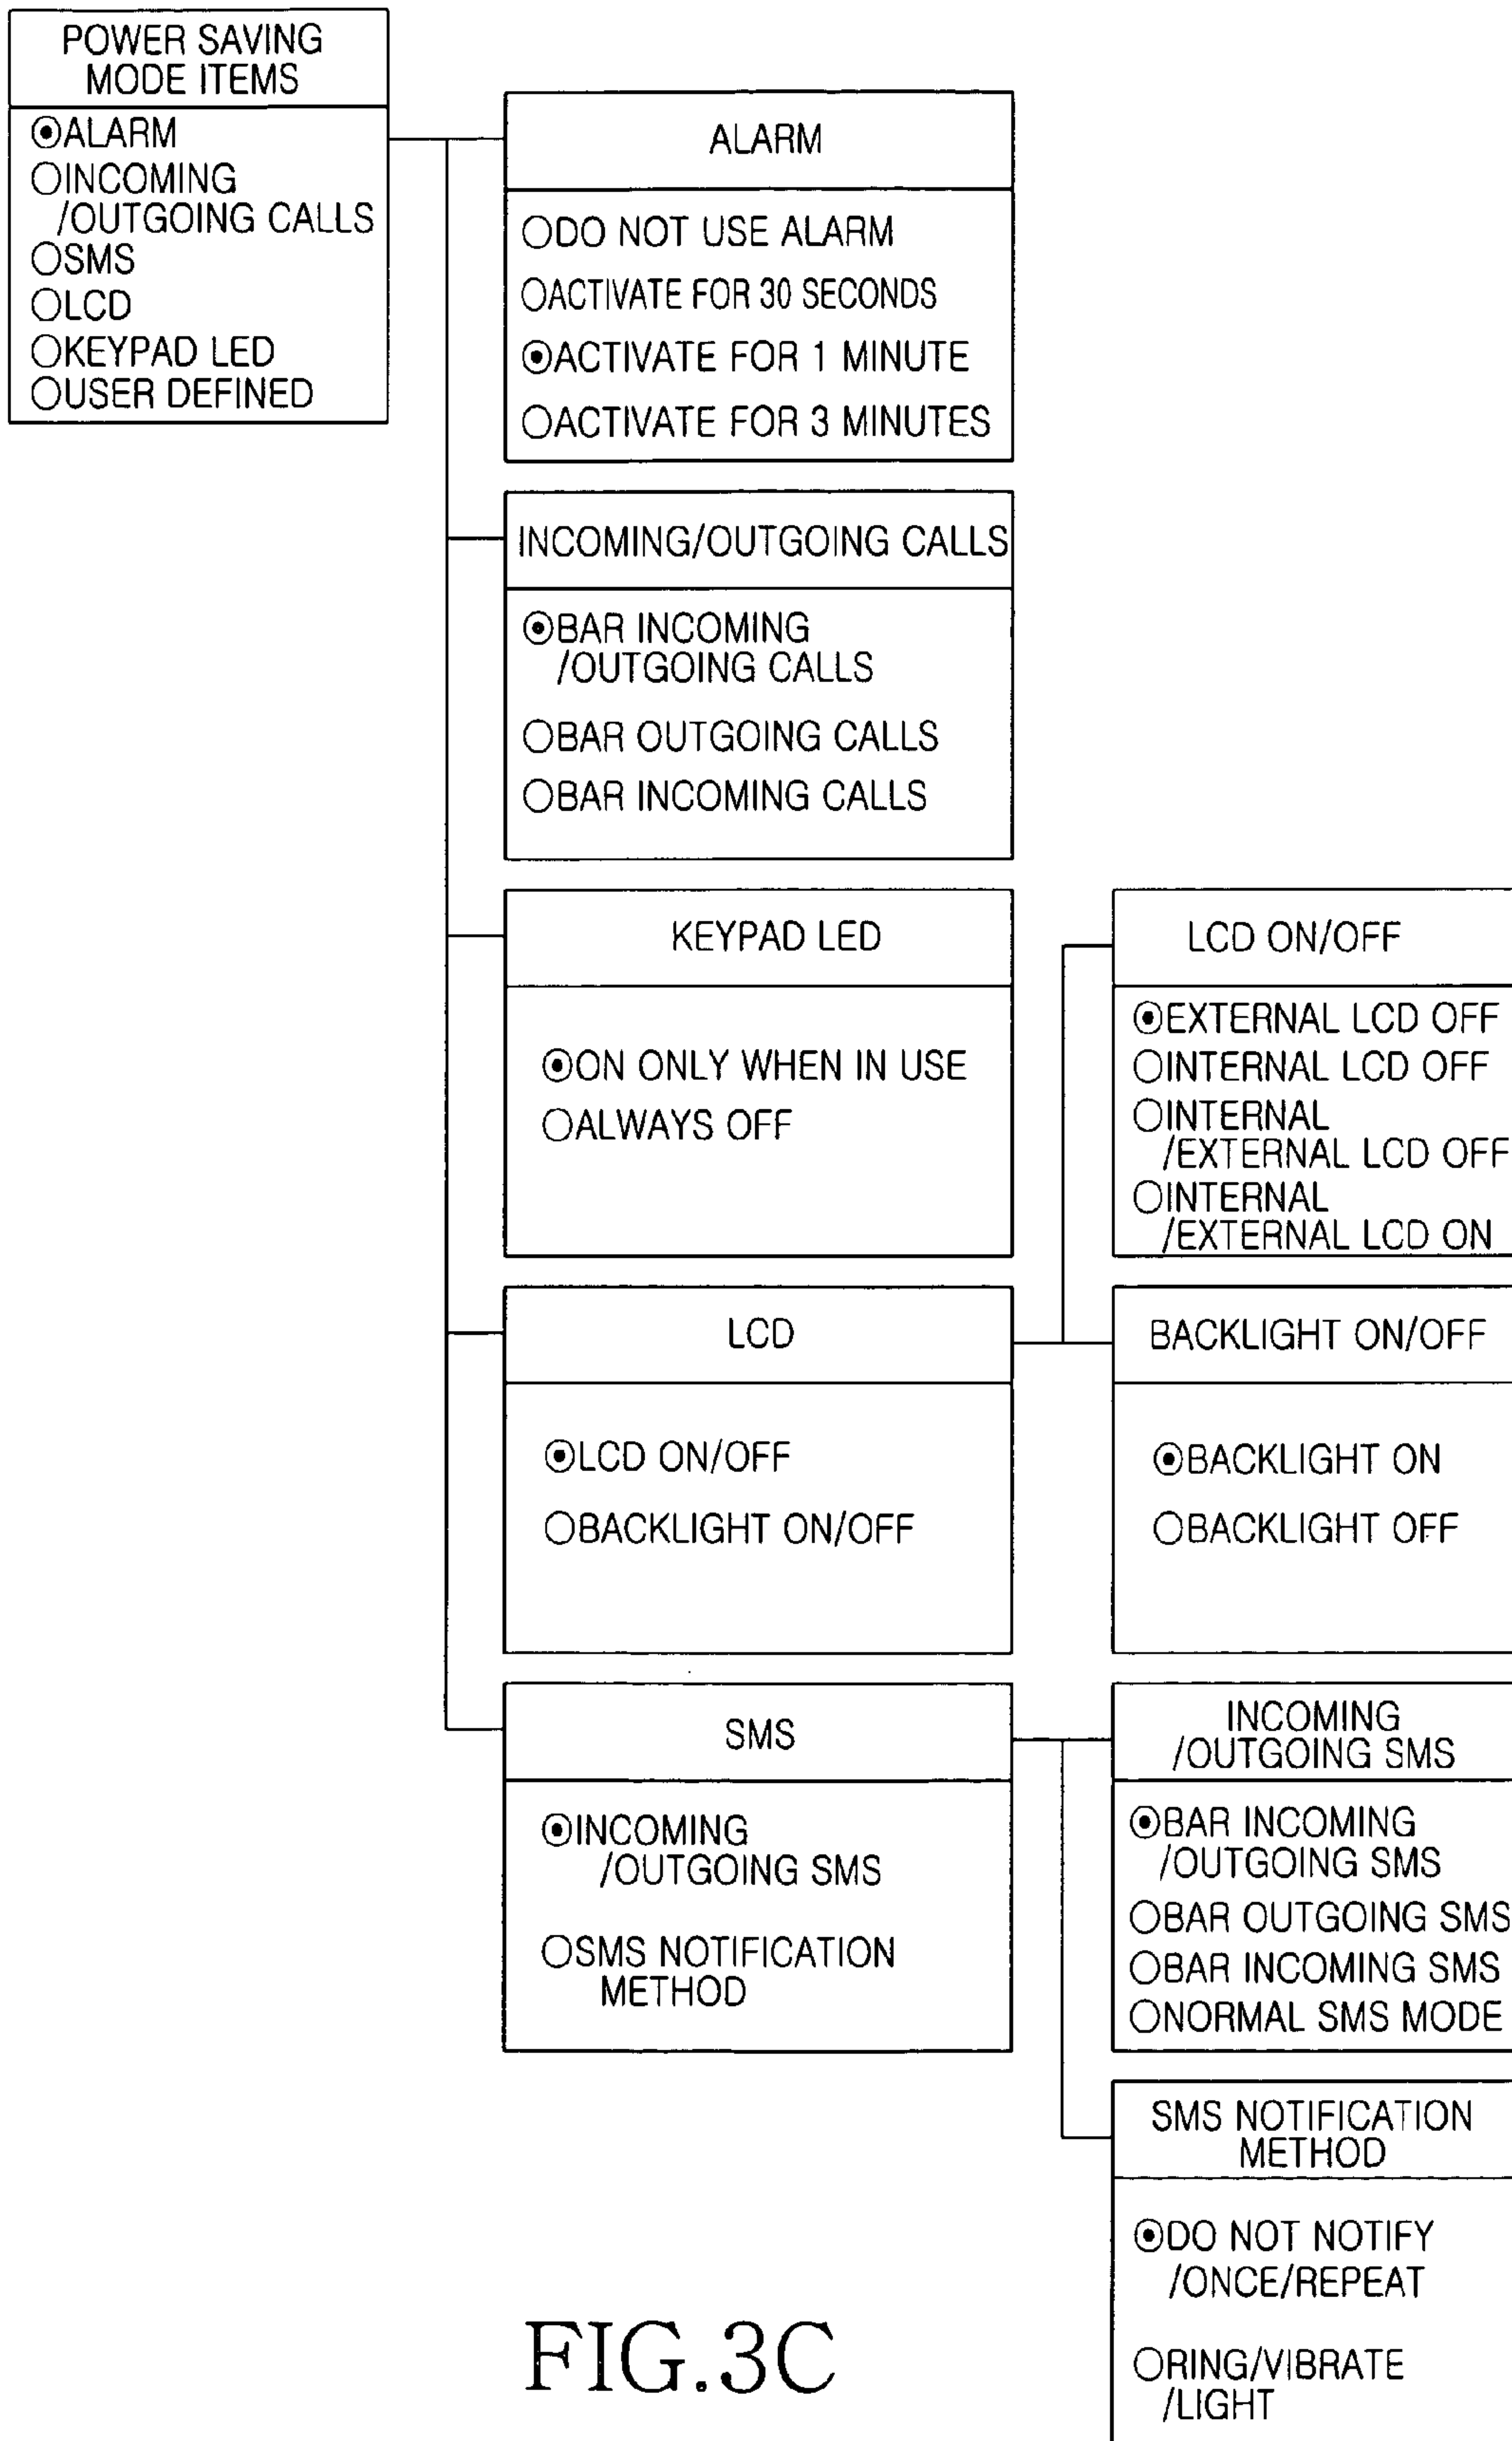 POWER SAVING
MODE ITEMS
ALARM
INCOMING
/OUTGOING CALLS
SMS
LCD
KEYPAD LED
USER DEFINED
ALARM
DO NOT USE ALARM
ACTIVATE FOR 30 SECONDS
ACTIVATE FOR 1 MINUTE
ACTIVATE FOR 3 MINUTES
INCOMING/OUTGOING CALLS
BAR INCOMING
/OUTGOING CALLS
BAR OUTGOING CALLS
BAR INCOMING CALLS
KEYPAD LED
ON ONLY WHEN IN USE
ALWAYS OFF
LCD ON/OFF
EXTERNAL LCD OFF
INTERNAL LCD OFF
INTERNAL
/EXTERNAL LCD OFF
INTERNAL
/EXTERNAL LCD ON
LCD
LCD ON/OFF
BACKLIGHT ON/OFF
BACKLIGHT ON/OFF
BACKLIGHT ON
BACKLIGHT OFF
SMS
INCOMING
/OUTGOING SMS
SMS NOTIFICATION
METHOD
INCOMING
/OUTGOING SMS
BAR INCOMING
/OUTGOING SMS
BAR OUTGOING SMS
BAR INCOMING SMS
NORMAL SMS MODE
SMS NOTIFICATION
METHOD
DO NOT NOTIFY
/ONCE/REPEAT
RING/VIBRATE
/LIGHT
FIG.3C